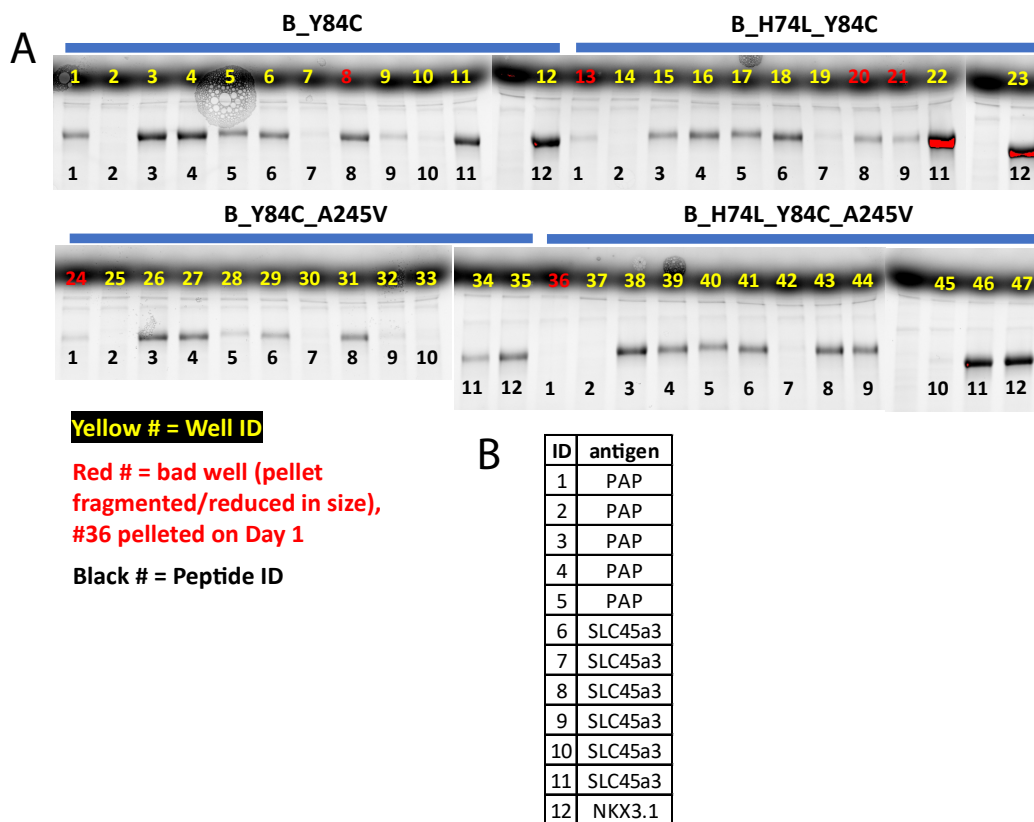 A
B_Y84C
B_H74L_Y84C
1 2 3 4 5 6 7 8 9 10 11 12 13 14 15 16 17 18 19 20 21 22 23
1 2 3 4 5 6 7 8 9 10 11 12 1 2 3 4 5 6 7 8 9 11 12
B_Y84C_A245V
B_H74L_Y84C_A245V
24 25 26 27 28 29 30 31 32 33 34 35 36 37 38 39 40 41 42 43 44 45 46 47
1 2 3 4 5 6 7 8 9 10 11 12 1 2 3 4 5 6 7 8 9 10 11 12
Yellow # = Well ID
Red # = bad well (pellet
fragmented/reduced in size),
#36 pelleted on Day 1
Black # = Peptide ID
B
ID antigen
1 PAP
2 PAP
3 PAP
4 PAP
5 PAP
6 SLC45a3
7 SLC45a3
8 SLC45a3
9 SLC45a3
10 SLC45a3
11 SLC45a3
12 NKX3.1